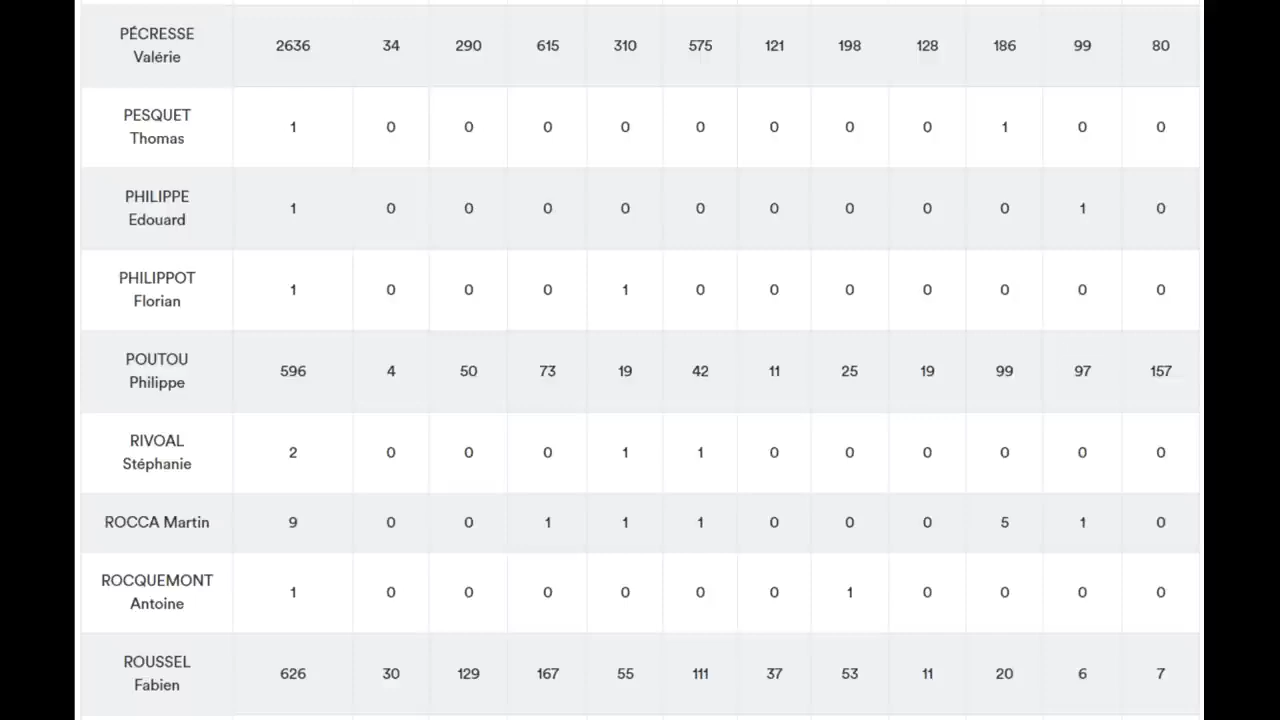 PÉCRESSE
Valérie
2636 34 290 615 310 575 121 198 128 186 99 80
PESQUET
Thomas
1 0 0 0 0 0 0 0 0 1 0 0
PHILIPPE
Edouard
1 0 0 0 0 0 0 0 0 0 1 0
PHILIPPOT
Florian
1 0 0 0 1 0 0 0 0 0 0 0
POUTOU
Philippe
596 4 50 73 19 42 11 25 19 99 97 157
RIVOAL
Stéphanie
2 0 0 0 1 1 0 0 0 0 0 0
ROCCA Martin 9 0 0 1 1 1 0 0 0 5 1 0
ROCQUEMONT
Antoine
1 0 0 0 0 0 0 1 0 0 0 0
ROUSSEL
Fabien
626 30 129 167 55 111 37 53 11 20 6 7